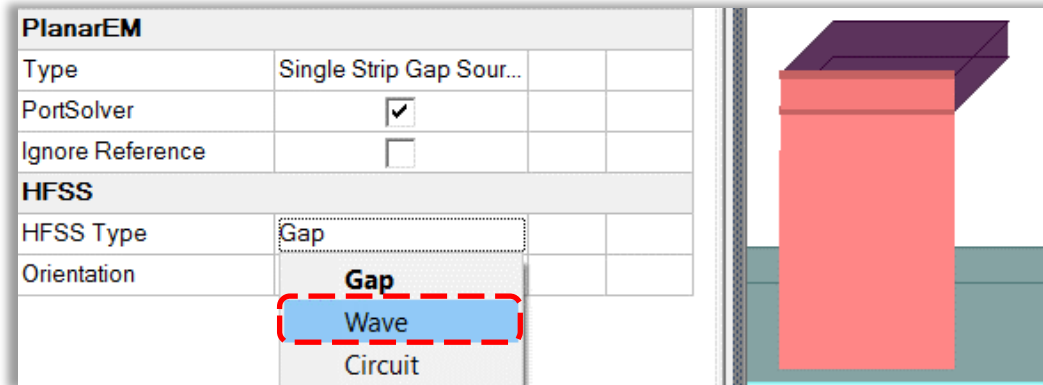 PlanarEM
Type Single Strip Gap Sour...
PortSolver
Ignore Reference
HFSS
HFSS Type Gap
Orientation
Gap
Wave
Circuit